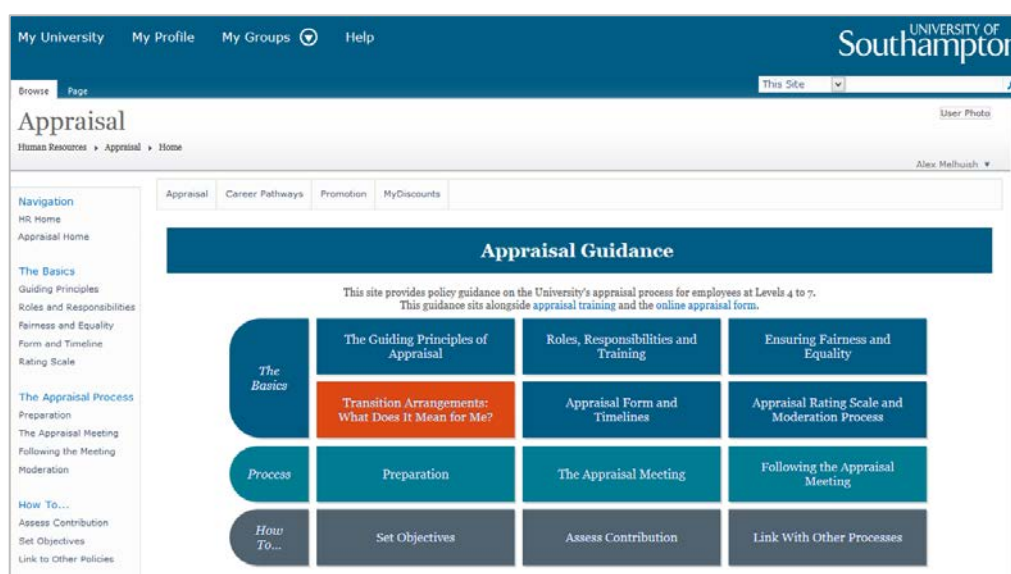 My University My Profile My Groups Help
UNIVERSITY OF
Southampton
Browse Page
This Site
Appraisal
User Photo
Human Resources Appraisal Home
Alex Melhuish
Navigation
HR Home
Appraisal Home
The Basics
Guiding Principles
Roles and Responsibilities
Fairness and Equality
Form and Timeline
Rating Scale
The Appraisal Process
Preparation
The Appraisal Meeting
Following the Meeting
Moderation
How To...
Assess Contribution
Set Objectives
Link to Other Policies
Appraisal Career Pathways Promotion MyDiscounts
Appraisal Guidance
This site provides policy guidance on the University's appraisal process for employees at Levels 4 to 7.
This guidance sits alongside appraisal training and the online appraisal form.
The
Basics
The Guiding Principles of
Appraisal
Roles, Responsibilities and
Training
Ensuring Fairness and
Equality
Transition Arrangements:
What Does It Mean for Me?
Appraisal Form and
Timelines
Appraisal Rating Scale and
Moderation Process
Process
Preparation
The Appraisal Meeting
Following the Appraisal
Meeting
How
To...
Set Objectives
Assess Contribution
Link With Other Processes